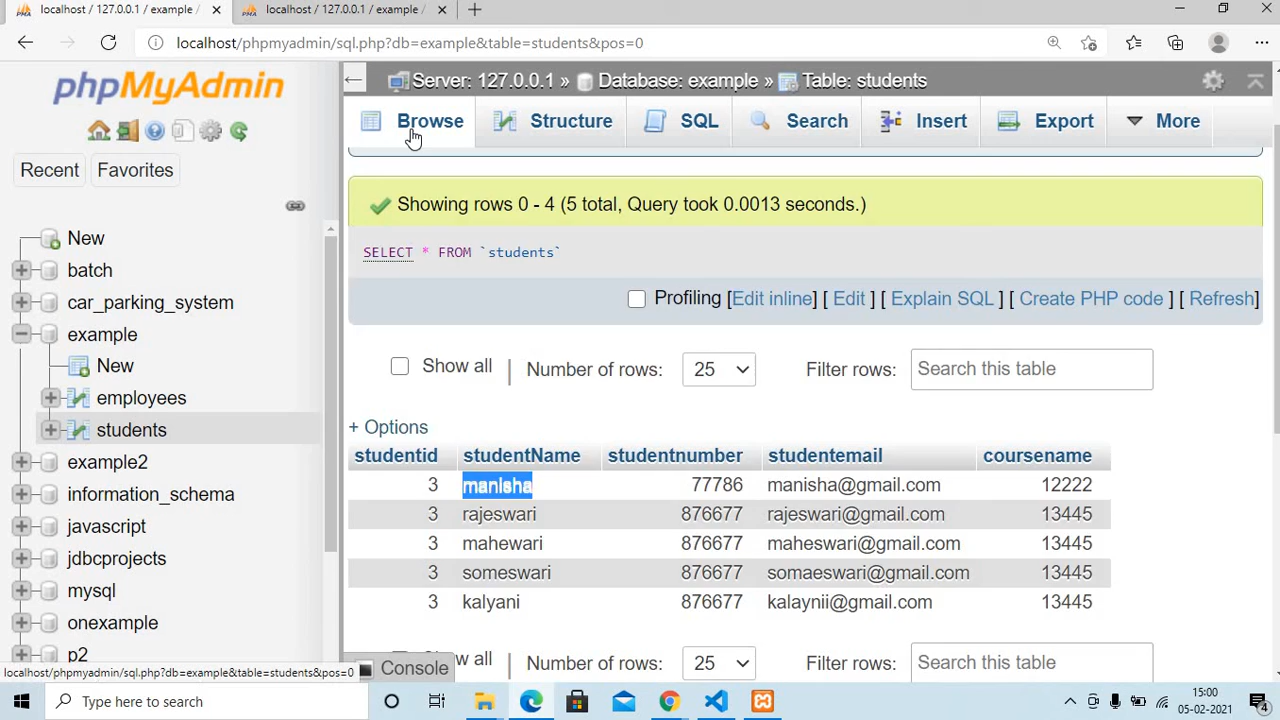 localhost / 127.0.0.1 / example /
localhost / 127.0.0.1 / example /
localhost/phpmyadmin/sql.php?db=example&table=students&pos=0
phpMyAdmin
Recent
Favorites
New
batch
car_parking_system
example
New
employees
students
example2
information_schema
javascript
jdbcprojects
mysql
onexample
p2
Server: 127.0.0.1 » Database: example » Table: students
Browse
Structure
SQL
Search
Insert
Export
More
Showing rows 0 - 4 (5 total, Query took 0.0013 seconds.)
SELECT * FROM `students`
Profiling [Edit inline] [ Edit ] [ Explain SQL ] [ Create PHP code ] [ Refresh]
Show all | Number of rows: 25 Filter rows: Search this table
+ Options
studentid studentName studentnumber studentemail coursename
3 manisha 77786 manisha@gmail.com 12222
3 rajeswari 876677 rajeswari@gmail.com 13445
3 mahewari 876677 maheswari@gmail.com 13445
3 someswari 876677 somaeswari@gmail.com 13445
3 kalyani 876677 kalaynii@gmail.com 13445
Console
w all | Number of rows: 25 Filter rows: Search this table
localhost/phpmyadmin/sql.php?db=example&table=students&pos=0
Type here to search
15:00
05-02-2021
4